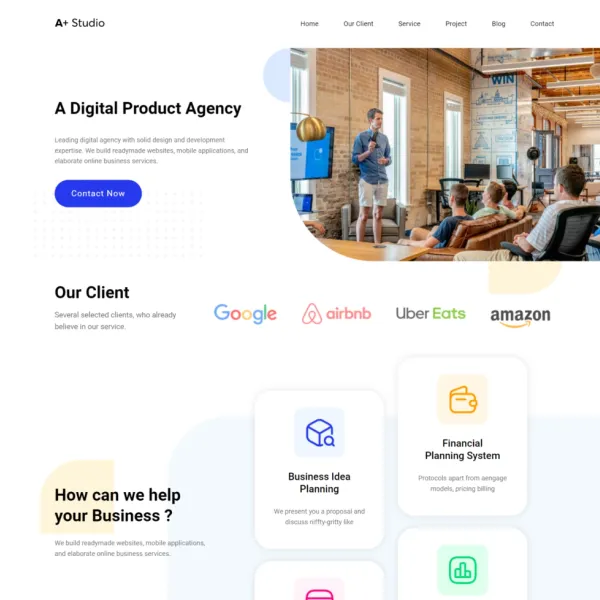 A+ Studio
Home
Our Client
Service
Project
Blog
Contact
WIN
A Digital Product Agency
Leading digital agency with solid design and development
expertise. We build readymade websites, mobile applications, and
elaborate online business services.
Contact Now
Our Client
Several selected clients, who already
believe in our service.
Google
airbnb
Uber Eats
amazon
Financial
Planning System
Protocols apart from aengage
models, pricing billing
Business Idea
Planning
We present you a proposal and
discuss niffty-gritty like
How can we help
your Business ?
We build readymade websites, mobile applications,
and elaborate online business services.